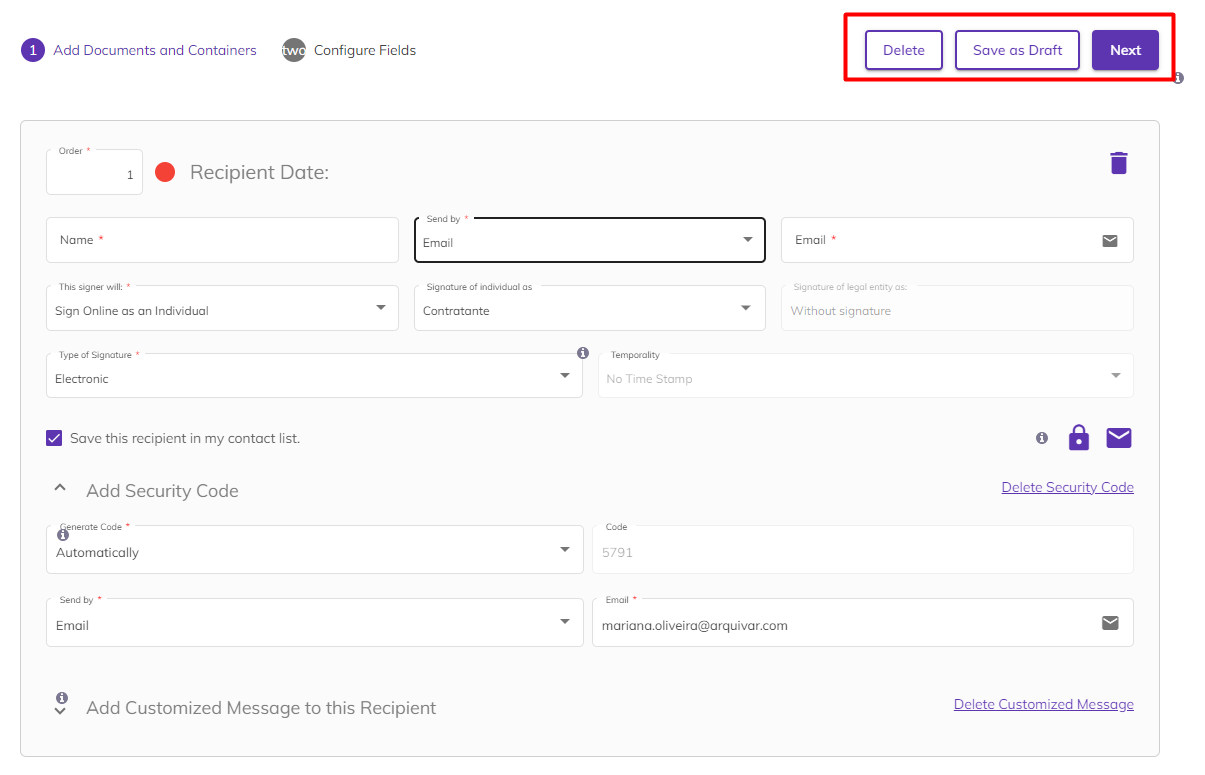 1 Add Documents and Containers two Configure Fields Delete Save as Draft Next
Order *
1 Recipient Date:
Name * Send by * Email Email *
This signer will: * Signature of individual as Signature of legal entity as:
Sign Online as an Individual Contratante Without signature
Type of Signature * Temporality
Electronic No Time Stamp
Save this recipient in my contact list.
Add Security Code Delete Security Code
Generate Code * Code
Automatically 5791
Send by * Email *
Email mariana.oliveira@arquivar.com
Add Customized Message to this Recipient Delete Customized Message